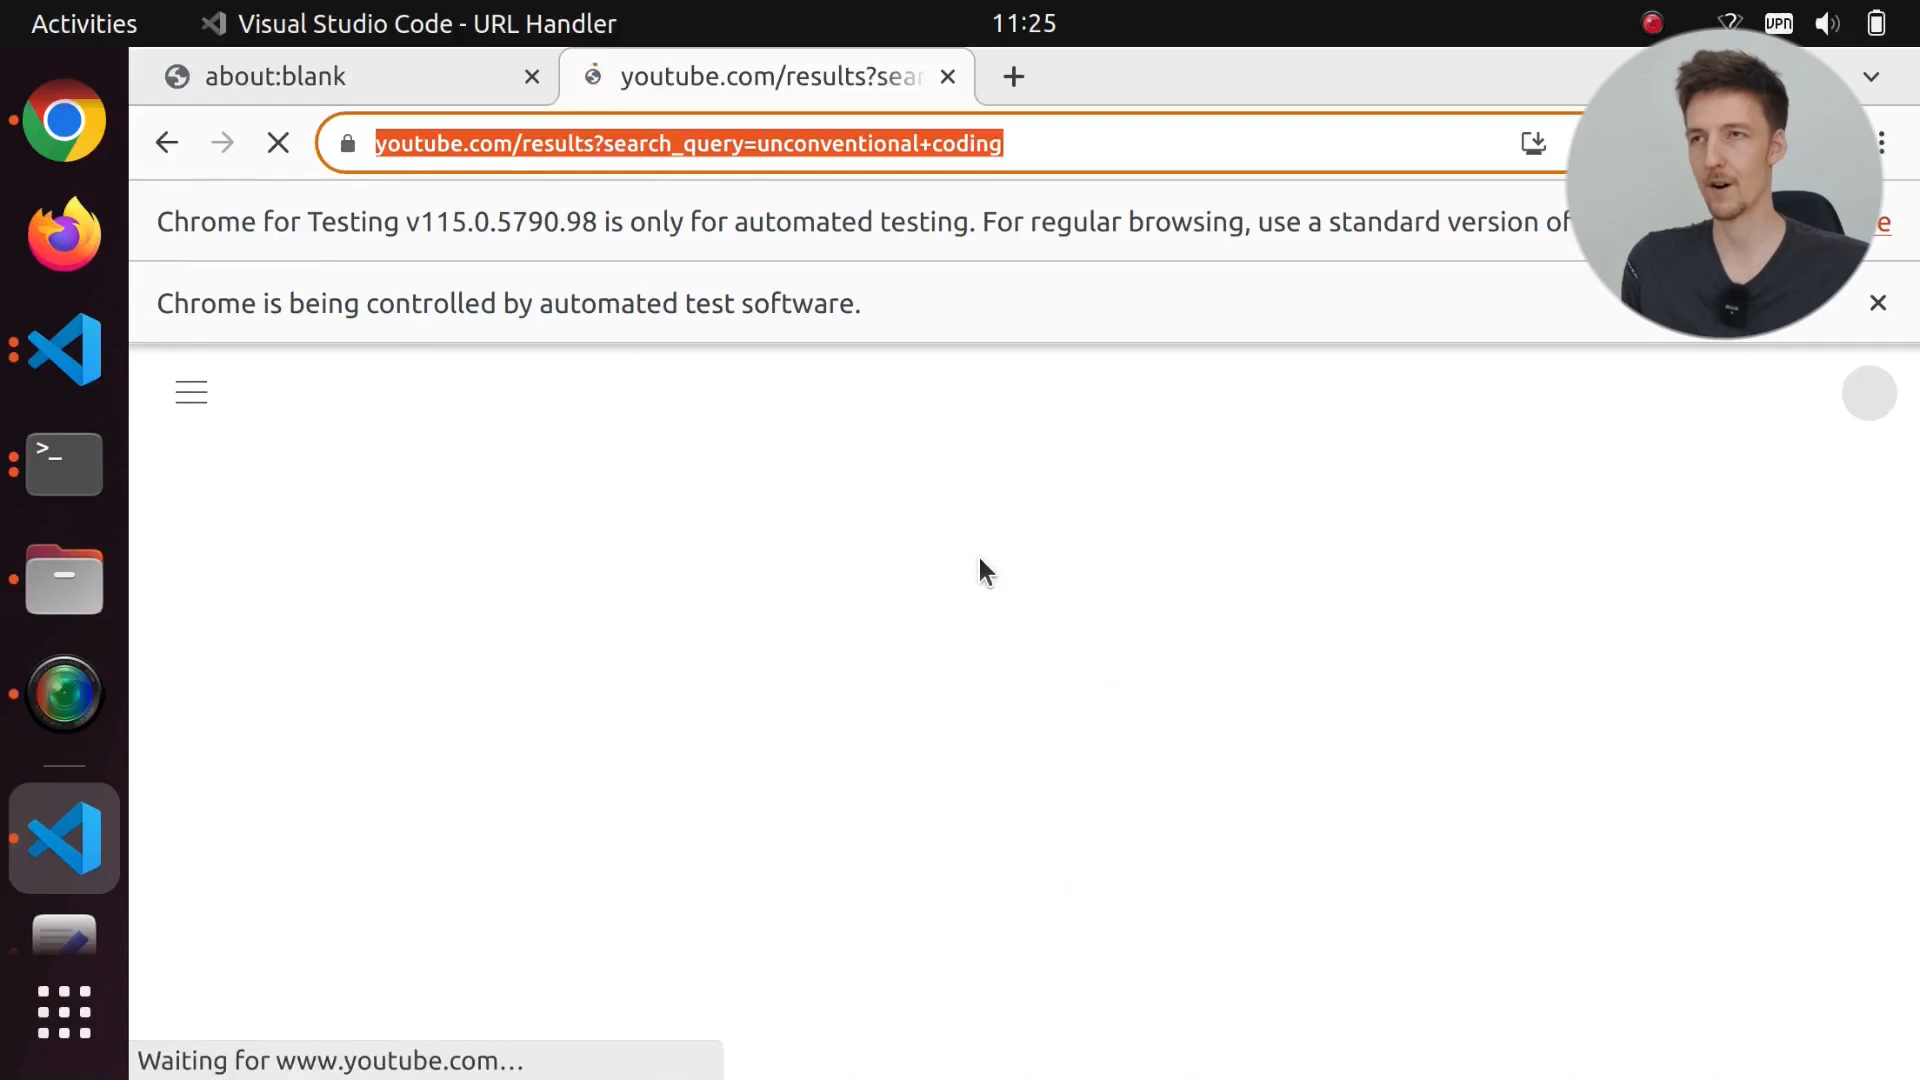 Activities
Visual Studio Code - URL Handler
11:25
VPN
about:blank
youtube.com/results?sear
youtube.com/results?search_query=unconventional+coding
Chrome for Testing v115.0.5790.98 is only for automated testing. For regular browsing, use a standard version of
e
Chrome is being controlled by automated test software.
>_
Waiting for www.youtube.com...